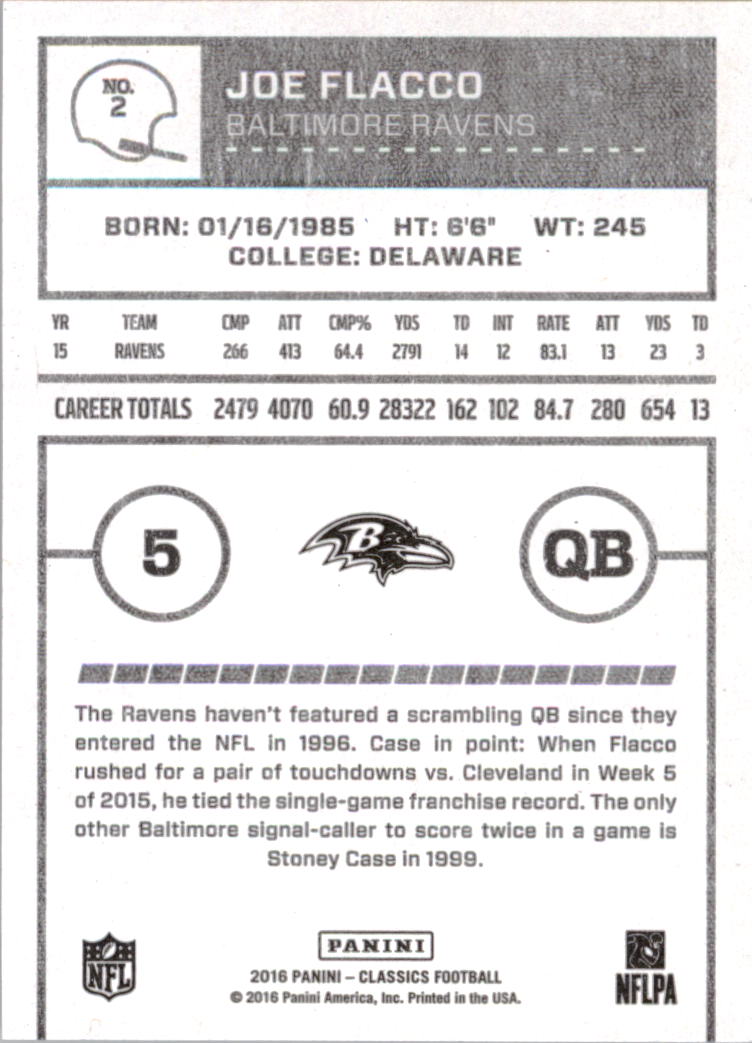 NO.
2
JOE FLACCO
BALTIMORE RAVENS
BORN: 01/16/1985 HT: 6'6" WT: 245
COLLEGE: DELAWARE
YR TEAM CMP ATT CMP% YDS TD INT RATE ATT YDS TD
15 RAVENS 266 413 64.4 2791 14 12 83.1 13 23 3
CAREER TOTALS 2479 4070 60.9 28322 162 102 84.7 280 654 13
5
B
QB
The Ravens haven't featured a scrambling QB since they
entered the NFL in 1996. Case in point: When Flacco
rushed for a pair of touchdowns vs. Cleveland in Week 5
of 2015, he tied the single-game franchise record. The only
other Baltimore signal-caller to score twice in a game is
Stoney Case in 1999.
NFL
PANINI
2016 PANINI – CLASSICS FOOTBALL
© 2016 Panini America, Inc. Printed in the USA.
NFLPA